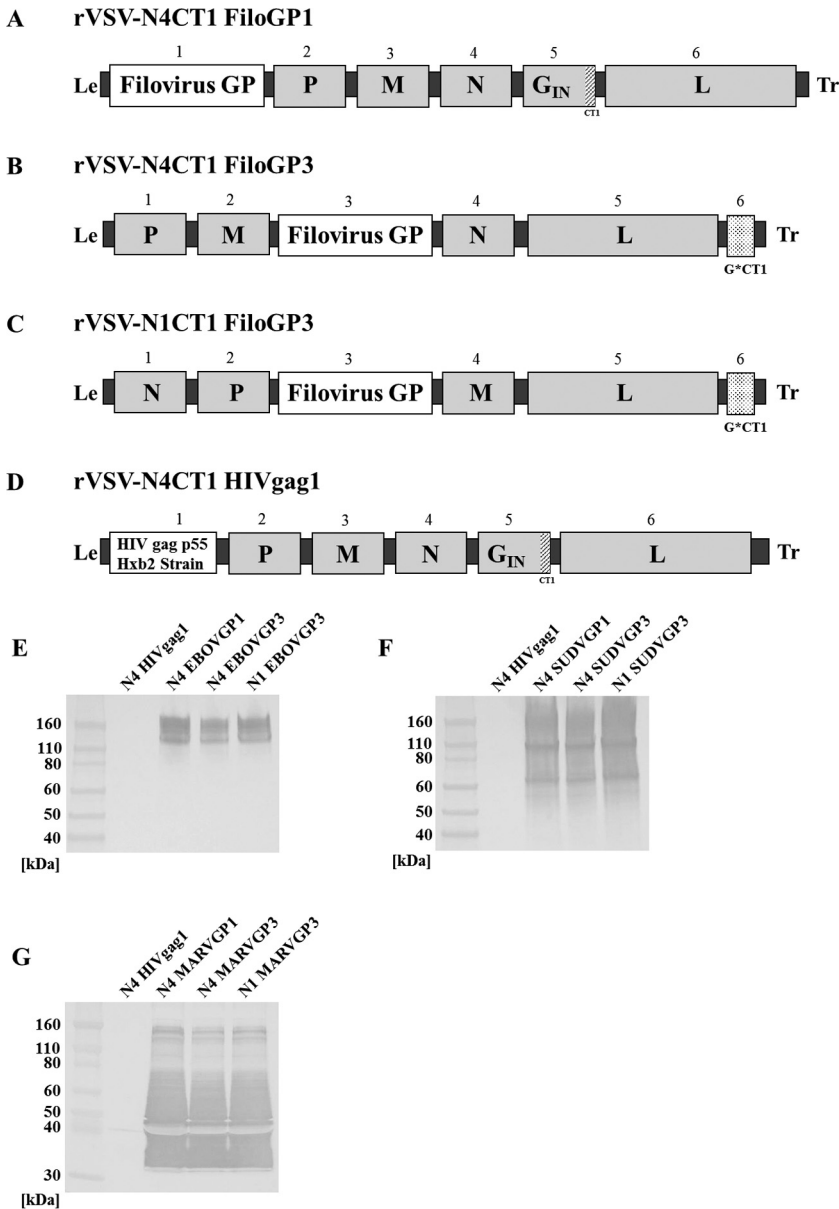 A rVSV-N4CT1 FiloGP1
1 2 3 4 5 6
Le Filovirus GP P M N GIN L Tr
CT1
B rVSV-N4CT1 FiloGP3
1 2 3 4 5 6
Le P M Filovirus GP N L Tr
G*CT1
C rVSV-N1CT1 FiloGP3
1 2 3 4 5 6
Le N P Filovirus GP M L Tr
G*CT1
D rVSV-N4CT1 HIVgag1
1 2 3 4 5 6
Le HIV gag p55 P M N GIN L Tr
Hxb2 Strain
CT1
E
N4 HIVgag1
N4 EBOVGP1
N4 EBOVGP3
N1 EBOVGP3
160
110
80
60
50
40
[kDa]
F
N4 HIVgag1
N4 SUDVGP1
N4 SUDVGP3
N1 SUDVGP3
160
110
80
60
50
40
[kDa]
G
N4 HIVgag1
N4 MARVGP1
N4 MARVGP3
N1 MARVGP3
160
110
80
60
50
40
30
[kDa]